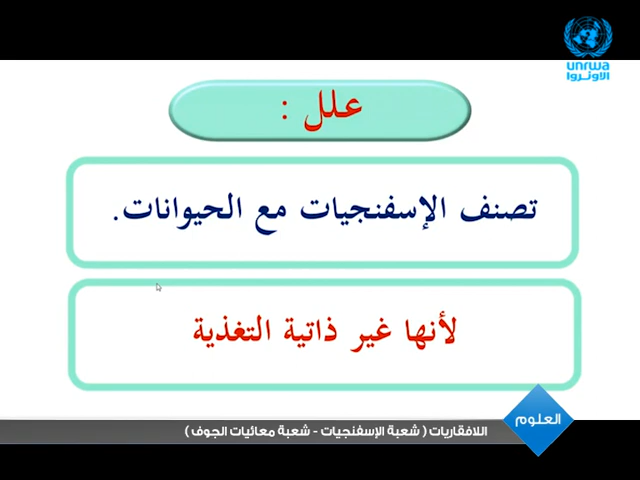 unrwa
الأونروا
علل :
تصنف الإسفنجيات مع الحيوانات.
لأنها غير ذاتية التغذية
العلوم
اللافقاريات ( شعبة الإسفنجيات - شعبة معائيات الجوف )